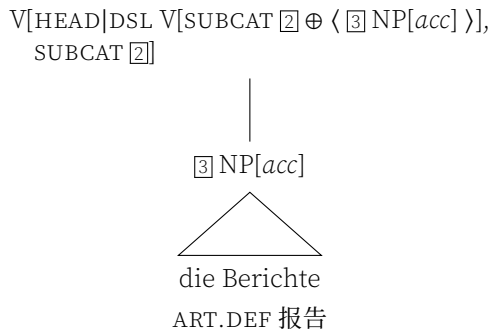 V[HEAD|DSL V[SUBCAT 2 ⊕ ⟨ 3 NP[acc] ⟩],
SUBCAT 2]
3 NP[acc]
die Berichte
ART.DEF 报告